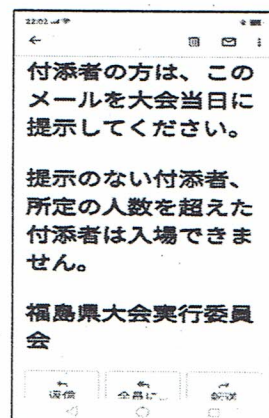 22:02
付添者の方は、この
メールを大会当日に
提示してください。
提示のない付添者、
所定の人数を超えた
付添者は入場できま
せん。
福島県大会実行委員
会
返信
全員に...
転送